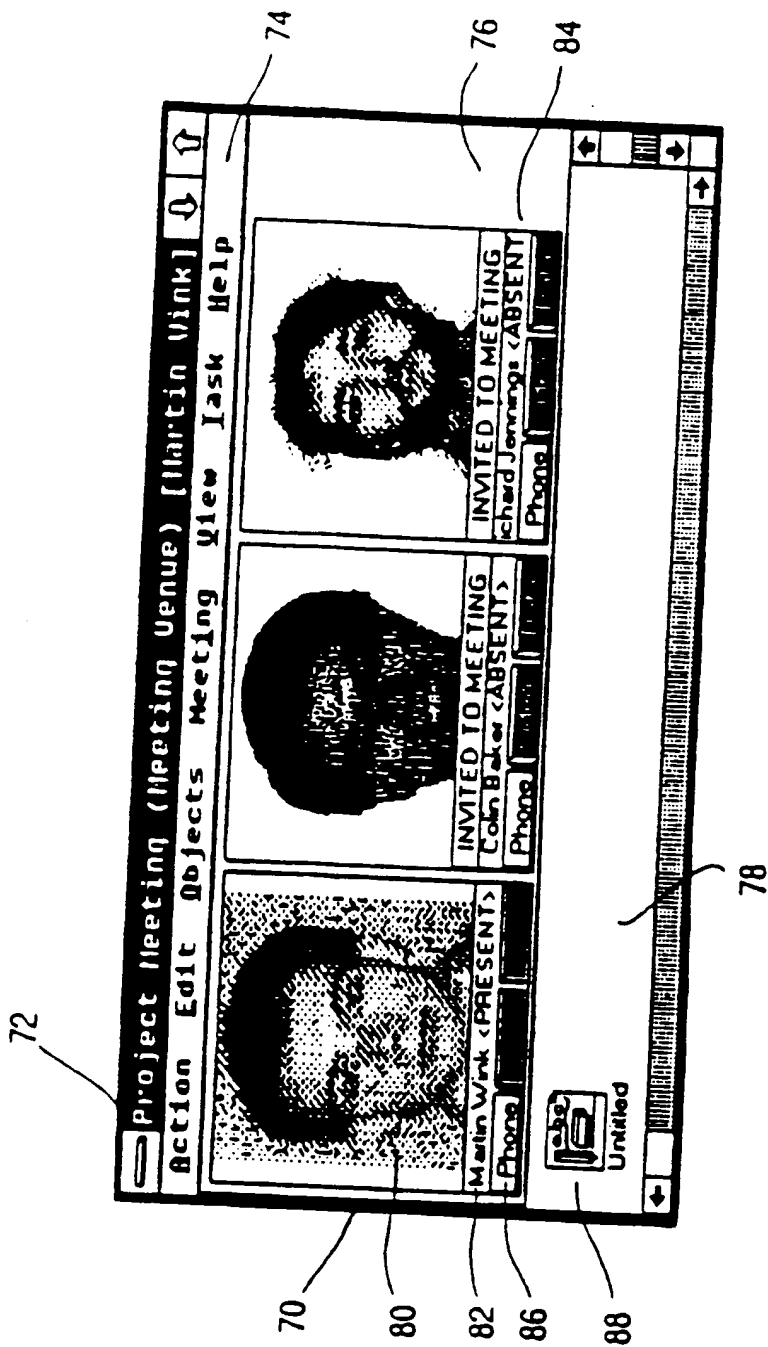 72
Project Meeting (Meeting Venue) [Martin Wink]
Action Edit Objects Meeting View Task Help
74
70
80
76
INVITED TO MEETING
INVITED TO MEETING
82
Martin Wink <PRESENT>
Colin Baker <ABSENT>
ichard Jennings <ABSENT
84
86
Phone
Phone
Phone
88
Untitled
78